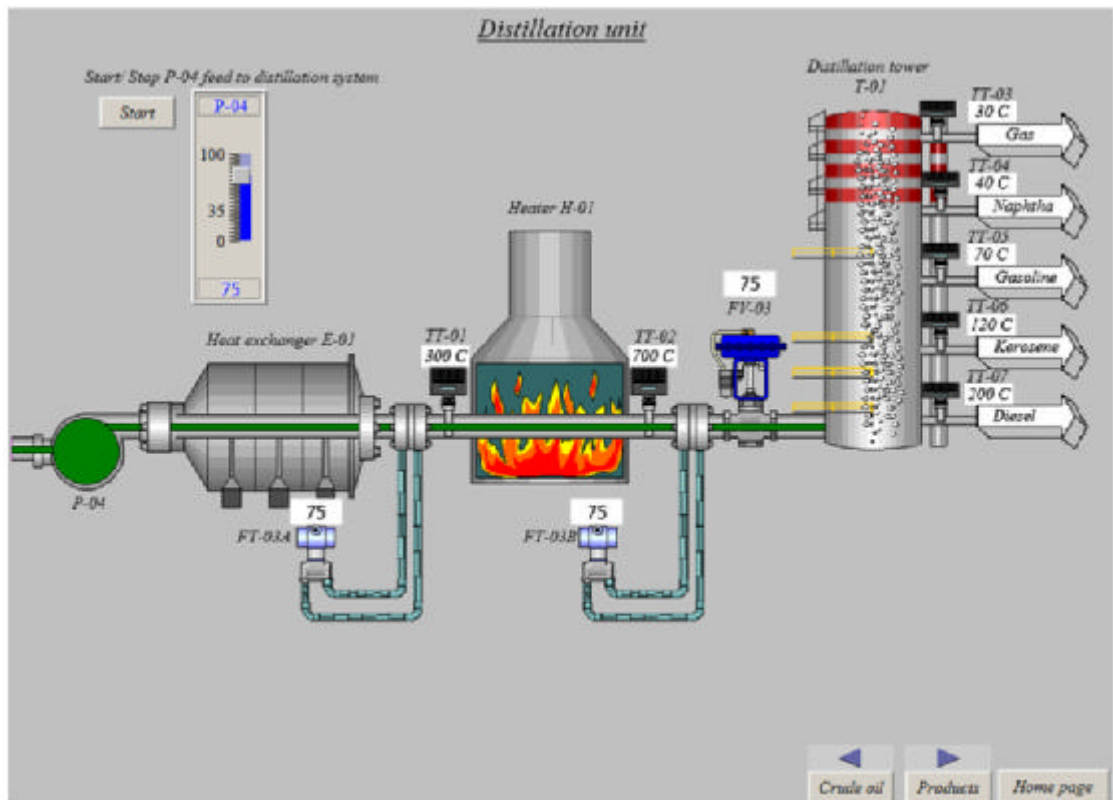 Distillation unit
Start/ Stop P-04 feed to distillation system
Start
P-04
100
35
0
75
Distillation tower
T-01
TT-03
30 C
Gas
TT-04
40 C
Naphtha
TT-05
70 C
Gasoline
TT-06
120 C
Kerosene
TT-07
200 C
Diesel
Heater H-01
75
FV-03
Heat exchanger E-01
TT-01
300 C
TT-02
700 C
P-04
75
FT-03A
75
FT-03B
Crude oil
Products
Home page